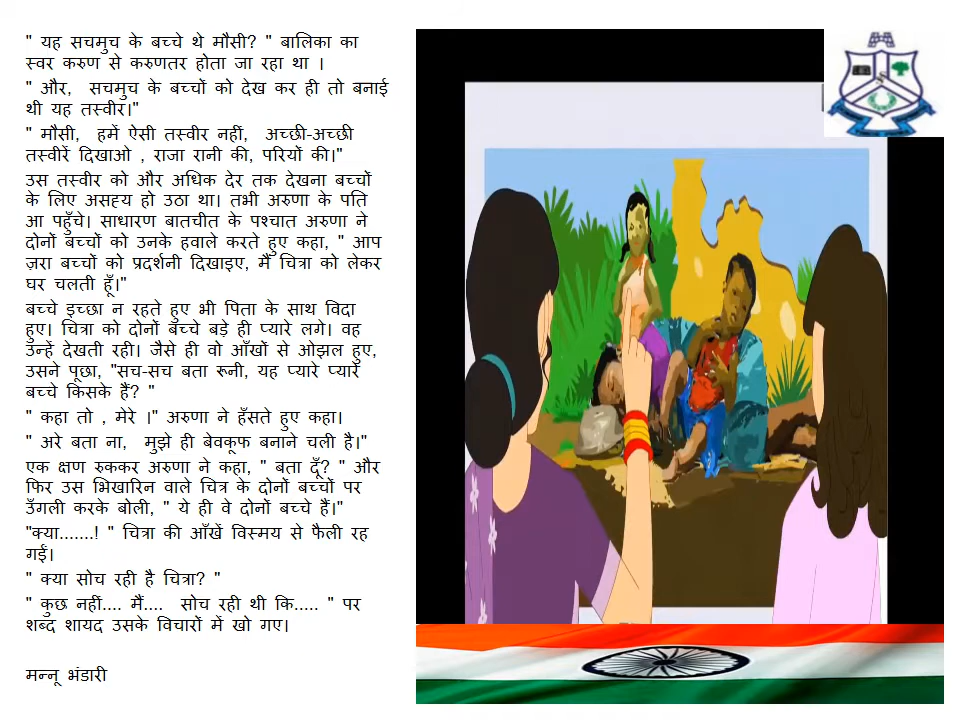 " यह सचमुच के बच्चे थे मौसी? " बालिका का
स्वर करुण से करुणतर होता जा रहा था ।
" और,  सचमुच के बच्चों को देख कर ही तो बनाई
थी यह तस्वीर।"
" मौसी,  हमें ऐसी तस्वीर नहीं,  अच्छी-अच्छी
तस्वीरें दिखाओ , राजा रानी की, परियों की।"
उस तस्वीर को और अधिक देर तक देखना बच्चों
के लिए असह्य हो उठा था। तभी अरुणा के पति
आ पहुँचे। साधारण बातचीत के पश्चात अरुणा ने
दोनों बच्चों को उनके हवाले करते हुए कहा, " आप
ज़रा बच्चों को प्रदर्शनी दिखाइए, मैं चित्रा को लेकर
घर चलती हूँ।"
बच्चे इच्छा न रहते हुए भी पिता के साथ विदा
हुए। चित्रा को दोनों बच्चे बड़े ही प्यारे लगे। वह
उन्हें देखती रही। जैसे ही वो आँखों से ओझल हुए,
उसने पूछा, "सच-सच बता रूनी, यह प्यारे प्यारे
बच्चे किसके हैं? "
" कहा तो , मेरे ।" अरुणा ने हँसते हुए कहा।
" अरे बता ना,  मुझे ही बेवकूफ बनाने चली है।"
एक क्षण रुककर अरुणा ने कहा, " बता दूँ? " और
फिर उस भिखारिन वाले चित्र के दोनों बच्चों पर
उँगली करके बोली, " ये ही वे दोनों बच्चे हैं।"
"क्या.......! " चित्रा की आँखें विस्मय से फैली रह
गईं।
" क्या सोच रही है चित्रा? "
" कुछ नहीं.... मैं....  सोच रही थी कि..... " पर
शब्द शायद उसके विचारों में खो गए।
मन्नू भंडारी